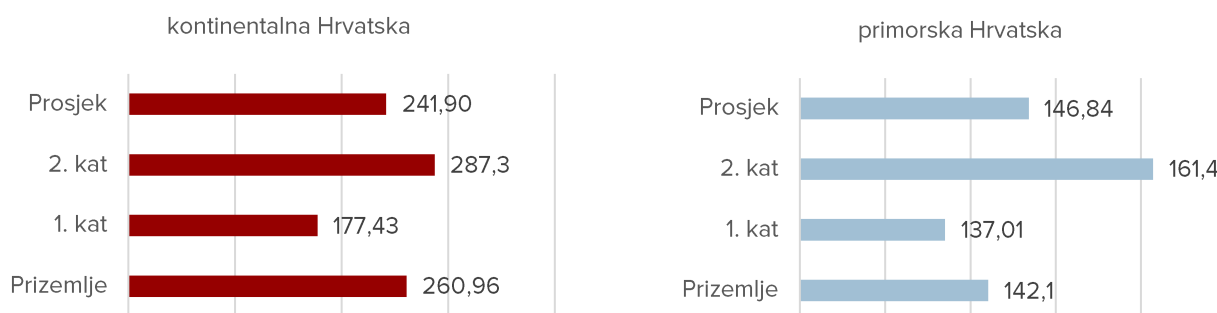 kontinentalna Hrvatska
Prosjek 241,90
2. kat 287,3
1. kat 177,43
Prizemlje 260,96
primorska Hrvatska
Prosjek 146,84
2. kat 161,4
1. kat 137,01
Prizemlje 142,1